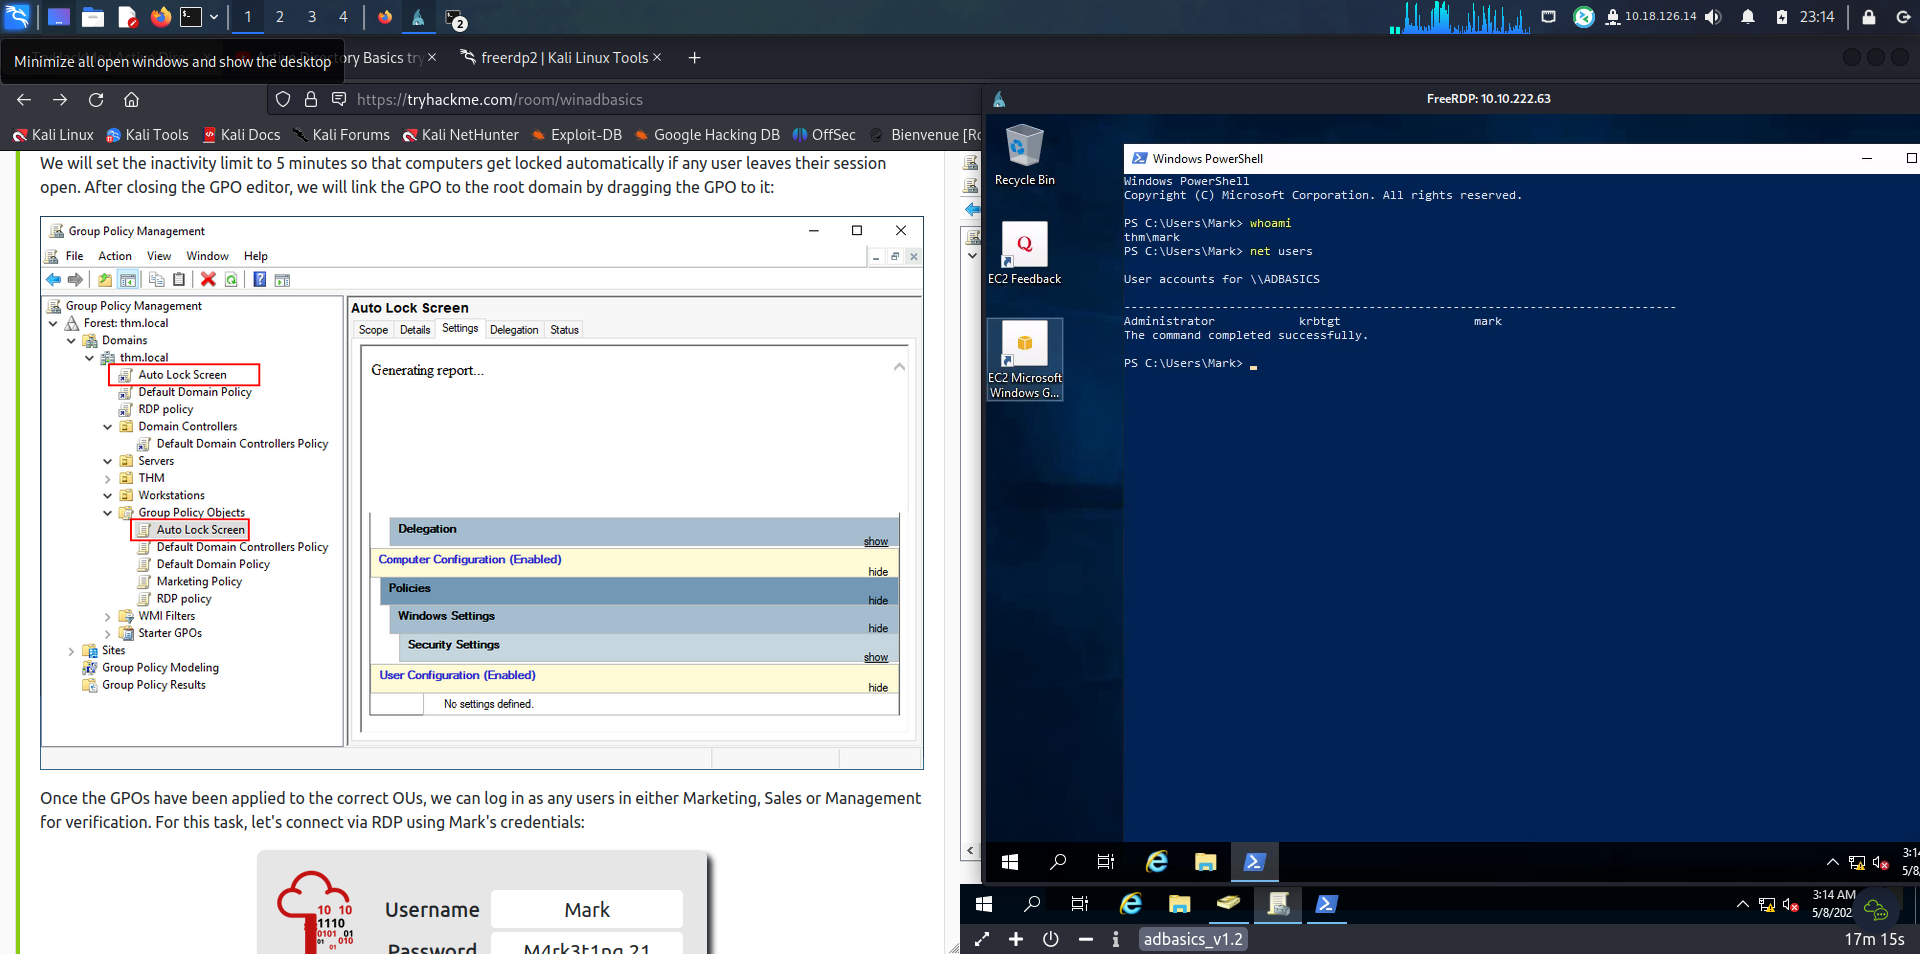 1 2 3 4
2
10.18.126.14
23:14
Minimize all open windows and show the desktop
ory Basics try
freerdp2 | Kali Linux Tools
https://tryhackme.com/room/winadbasics
Kali Linux
Kali Tools
Kali Docs
Kali Forums
Kali NetHunter
Exploit-DB
Google Hacking DB
OffSec
Bienvenue [Ro
We will set the inactivity limit to 5 minutes so that computers get locked automatically if any user leaves their session
open. After closing the GPO editor, we will link the GPO to the root domain by dragging the GPO to it:
Group Policy Management
File Action View Window Help
Group Policy Management
Forest: thm.local
Domains
thm.local
Auto Lock Screen
Default Domain Policy
RDP policy
Domain Controllers
Default Domain Controllers Policy
Servers
THM
Workstations
Group Policy Objects
Auto Lock Screen
Default Domain Controllers Policy
Default Domain Policy
Marketing Policy
RDP policy
WMI Filters
Starter GPOs
Sites
Group Policy Modeling
Group Policy Results
Auto Lock Screen
Scope Details Settings Delegation Status
Generating report...
Delegation
show
Computer Configuration (Enabled)
hide
Policies
hide
Windows Settings
hide
Security Settings
show
User Configuration (Enabled)
hide
No settings defined.
Once the GPOs have been applied to the correct OUs, we can log in as any users in either Marketing, Sales or Management
for verification. For this task, let's connect via RDP using Mark's credentials:
10 10
1110
0101 01
01 010
01
Username Mark
Password M4rk3t1ng.21
FreeRDP: 10.10.222.63
Recycle Bin
EC2 Feedback
EC2 Microsoft
Windows G...
Windows PowerShell
Windows PowerShell
Copyright (C) Microsoft Corporation. All rights reserved.
PS C:\Users\Mark> whoami
thm\mark
PS C:\Users\Mark> net users
User accounts for \\ADBASICS
-------------------------------------------------------------------------------
Administrator krbtgt mark
The command completed successfully.
PS C:\Users\Mark>
3:14
5/8/
3:14 AM
5/8/202
adbasics_v1.2
17m 15s